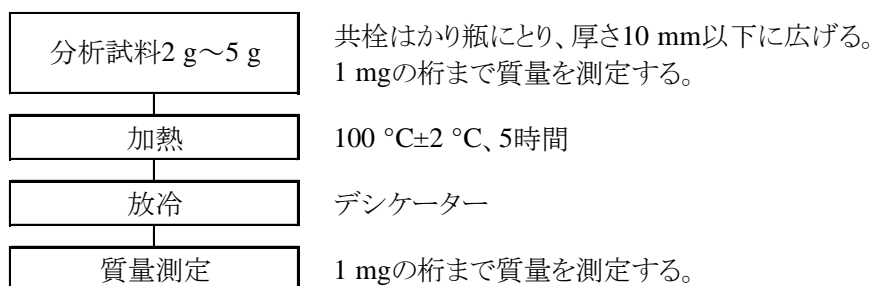 分析試料2 g～5 g
共栓はかり瓶にとり、厚さ10 mm以下に広げる。
1 mgの桁まで質量を測定する。
加熱
100 °C±2 °C、5時間
放冷
デシケーター
質量測定
1 mgの桁まで質量を測定する。